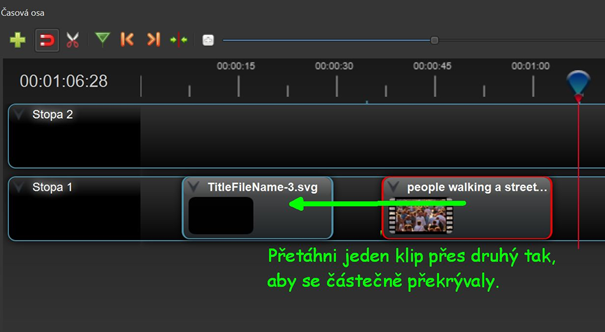 Časová osa
00:01:06:28
00:00:15
00:00:30
00:00:45
00:01:00
Stopa 2
Stopa 1
TitleFileName-3.svg
people walking a street...
Přetáhni jeden klip přes druhý tak,
aby se částečně překrývaly.